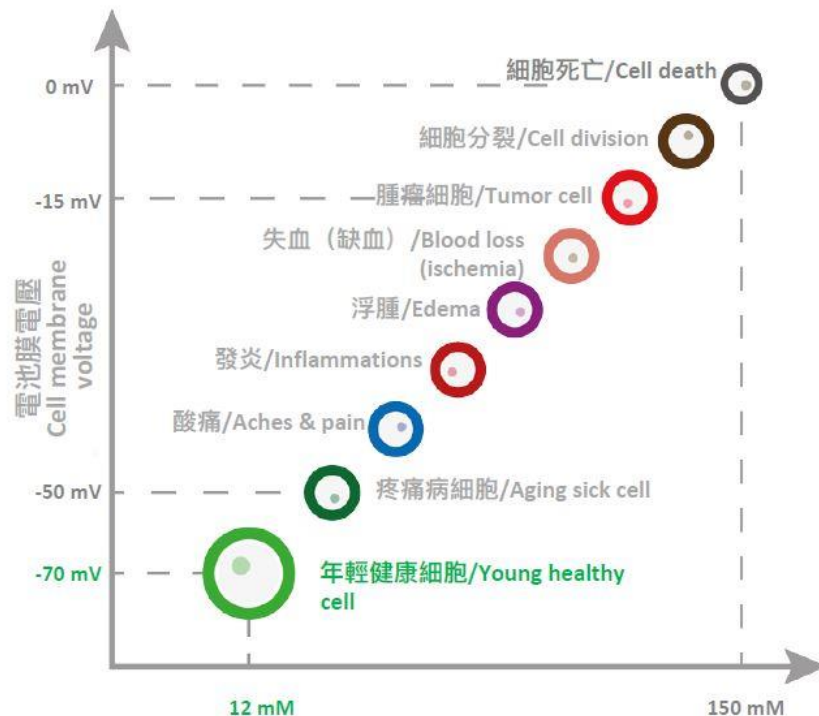 0 mV
細胞死亡/Cell death
細胞分裂/Cell division
-15 mV
腫瘤細胞/Tumor cell
失血（缺血）/Blood loss
(ischemia)
電池膜電壓
Cell membrane
voltage
浮腫/Edema
發炎/Inflammations
酸痛/Aches & pain
-50 mV
疼痛病細胞/Aging sick cell
-70 mV
年輕健康細胞/Young healthy
cell
12 mM
150 mM